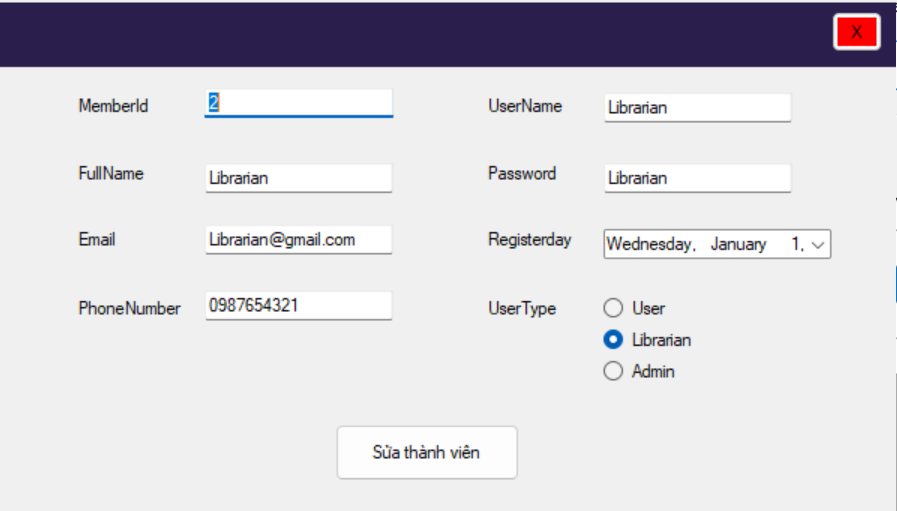 X
MemberId 2 UserName Librarian
FullName Librarian Password Librarian
Email Librarian@gmail.com Registerday Wednesday, January 1,
PhoneNumber 0987654321 UserType User
Librarian
Admin
Sửa thành viên